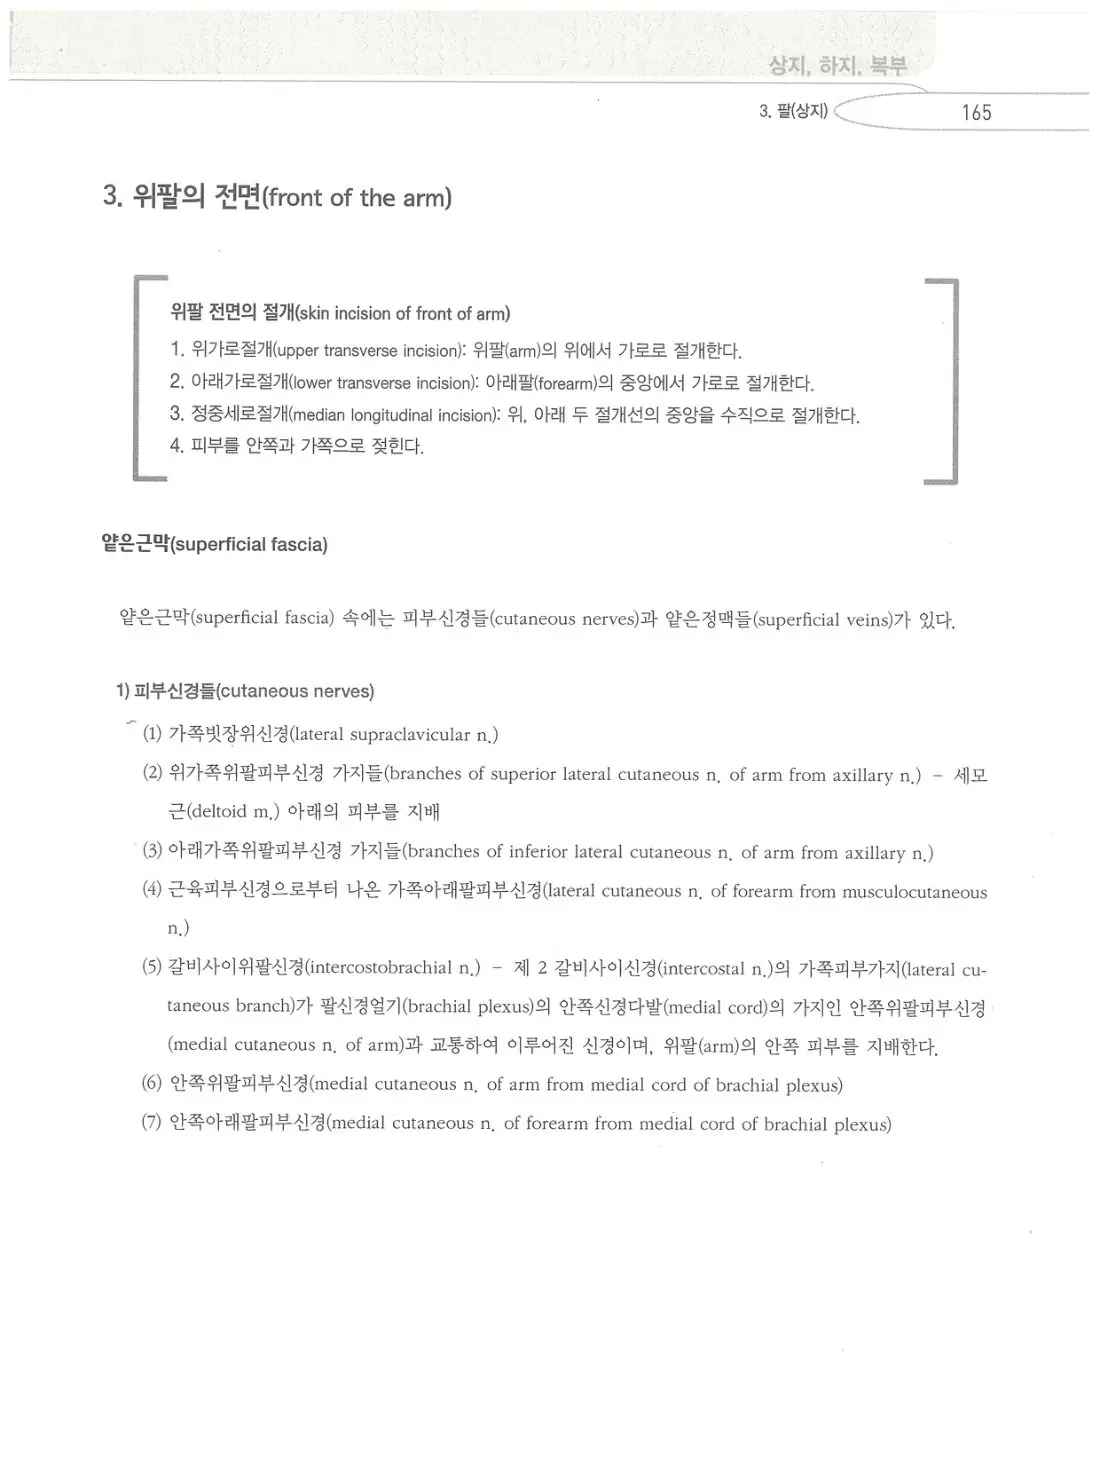 상지, 하지, 복부
3. 팔(상지)
165
3. 위팔의 전면(front of the arm)
위팔 전면의 절개(skin incision of front of arm)
1. 위가로절개(upper transverse incision): 위팔(arm)의 위에서 가로로 절개한다.
2. 아래가로절개(lower transverse incision): 아래팔(forearm)의 중앙에서 가로로 절개한다.
3. 정중세로절개(median longitudinal incision): 위, 아래 두 절개선의 중앙을 수직으로 절개한다.
4. 피부를 안쪽과 가쪽으로 젖힌다.
얕은근막(superficial fascia)
얕은근막(superficial fascia) 속에는 피부신경들(cutaneous nerves)과 얕은정맥들(superficial veins)가 있다.
1) 피부신경들(cutaneous nerves)
(1) 가쪽빗장위신경(lateral supraclavicular n.)
(2) 위가쪽위팔피부신경 가지들(branches of superior lateral cutaneous n. of arm from axillary n.) - 세모
근(deltoid m.) 아래의 피부를 지배
(3) 아래가쪽위팔피부신경 가지들(branches of inferior lateral cutaneous n. of arm from axillary n.)
(4) 근육피부신경으로부터 나온 가쪽아래팔피부신경(lateral cutaneous n. of forearm from musculocutaneous
n.)
(5) 갈비사이위팔신경(intercostobrachial n.) - 제 2 갈비사이신경(intercostal n.)의 가쪽피부가지(lateral cu-
taneous branch)가 팔신경얼기(brachial plexus)의 안쪽신경다발(medial cord)의 가지인 안쪽위팔피부신경
(medial cutaneous n. of arm)과 교통하여 이루어진 신경이며, 위팔(arm)의 안쪽 피부를 지배한다.
(6) 안쪽위팔피부신경(medial cutaneous n. of arm from medial cord of brachial plexus)
(7) 안쪽아래팔피부신경(medial cutaneous n. of forearm from medial cord of brachial plexus)